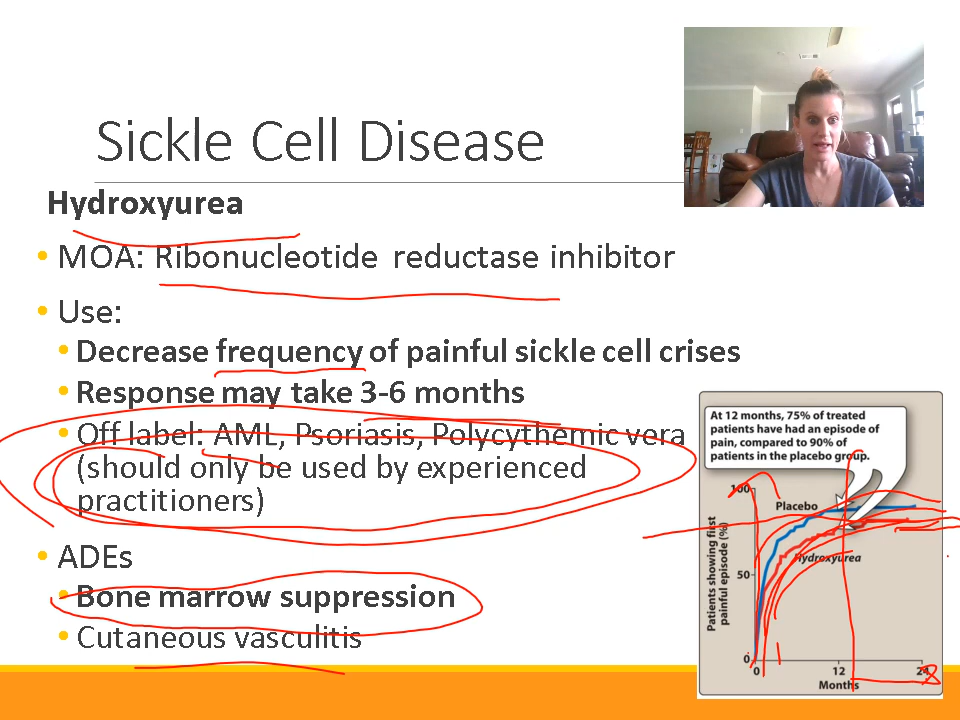 Sickle Cell Disease
Hydroxyurea
• MOA: Ribonucleotide reductase inhibitor
• Use:
• Decrease frequency of painful sickle cell crises
• Response may take 3-6 months
• Off label: AML, Psoriasis, Polycythemic vera
(should only be used by experienced
practitioners)
• ADEs
• Bone marrow suppression
• Cutaneous vasculitis
At 12 months, 75% of treated
patients have had an episode of
pain, compared to 90% of
patients in the placebo group.
Patients showing first
painful episode (%)
100
50
0
Placebo
Hydroxyurea
12
24
Months